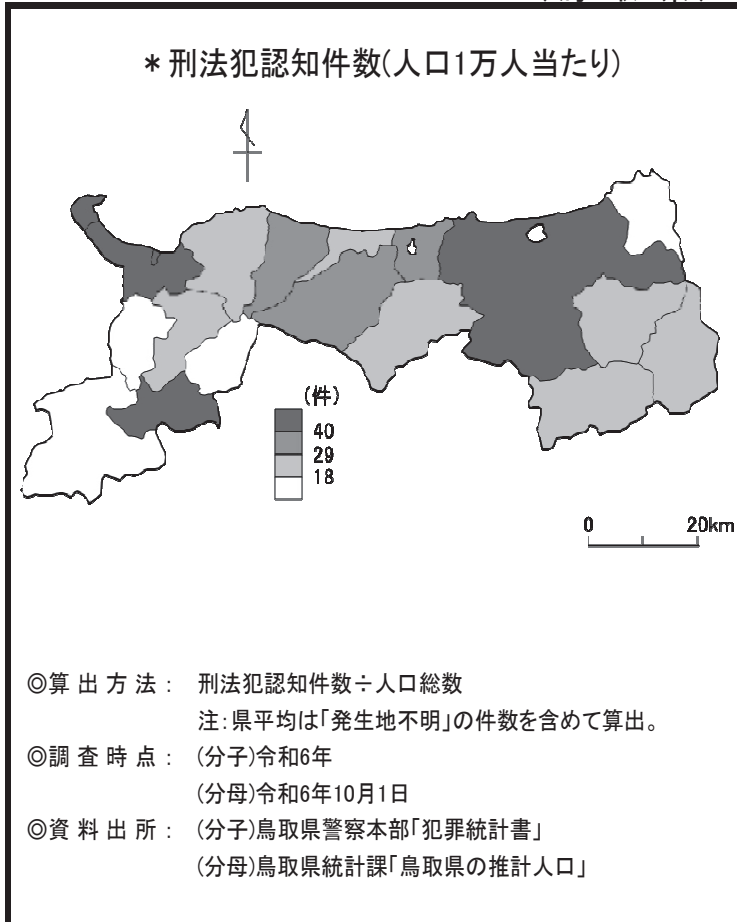 *刑法犯認知件数(人口1万人当たり)
(件)
40
29
18
0 20km
◎算出方法: 刑法犯認知件数÷人口総数
注:県平均は「発生地不明」の件数を含めて算出。
◎調査時点: (分子)令和6年
(分母)令和6年10月1日
◎資料出所: (分子)鳥取県警察本部「犯罪統計書」
(分母)鳥取県統計課「鳥取県の推計人口」